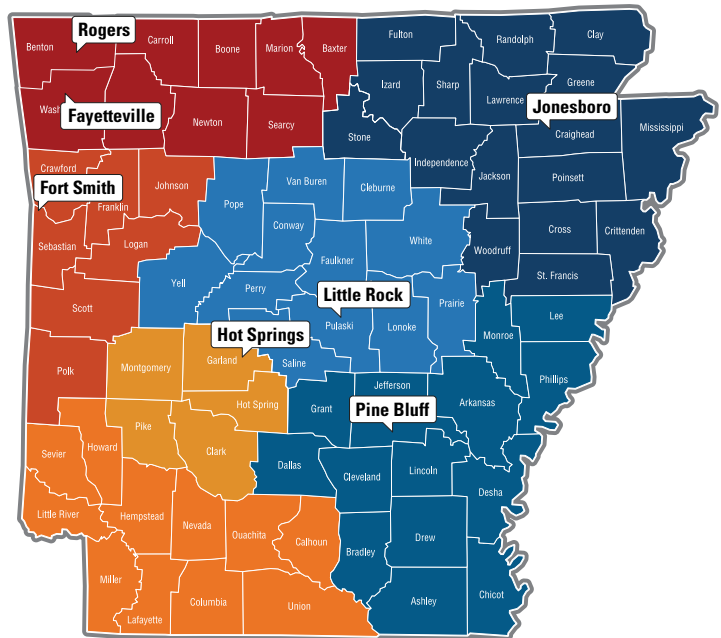 Rogers
Benton
Carroll
Boone
Marion
Baxter
Fulton
Randolph
Clay
Izard
Sharp
Lawrence
Greene
Wash
Fayetteville
Newton
Searcy
Stone
Jonesboro
Craighead
Mississippi
Independence
Jackson
Poinsett
Crawford
Fort Smith
Franklin
Johnson
Pope
Van Buren
Cleburne
Conway
White
Woodruff
Cross
Crittenden
Sebastian
Logan
Faulkner
St. Francis
Yell
Perry
Little Rock
Pulaski
Lonoke
Prairie
Lee
Scott
Hot Springs
Monroe
Montgomery
Garland
Saline
Polk
Phillips
Hot Spring
Grant
Jefferson
Arkansas
Pine Bluff
Pike
Clark
Sevier
Howard
Dallas
Cleveland
Lincoln
Desha
Little River
Hempstead
Nevada
Ouachita
Calhoun
Bradley
Drew
Miller
Lafayette
Columbia
Union
Ashley
Chicot